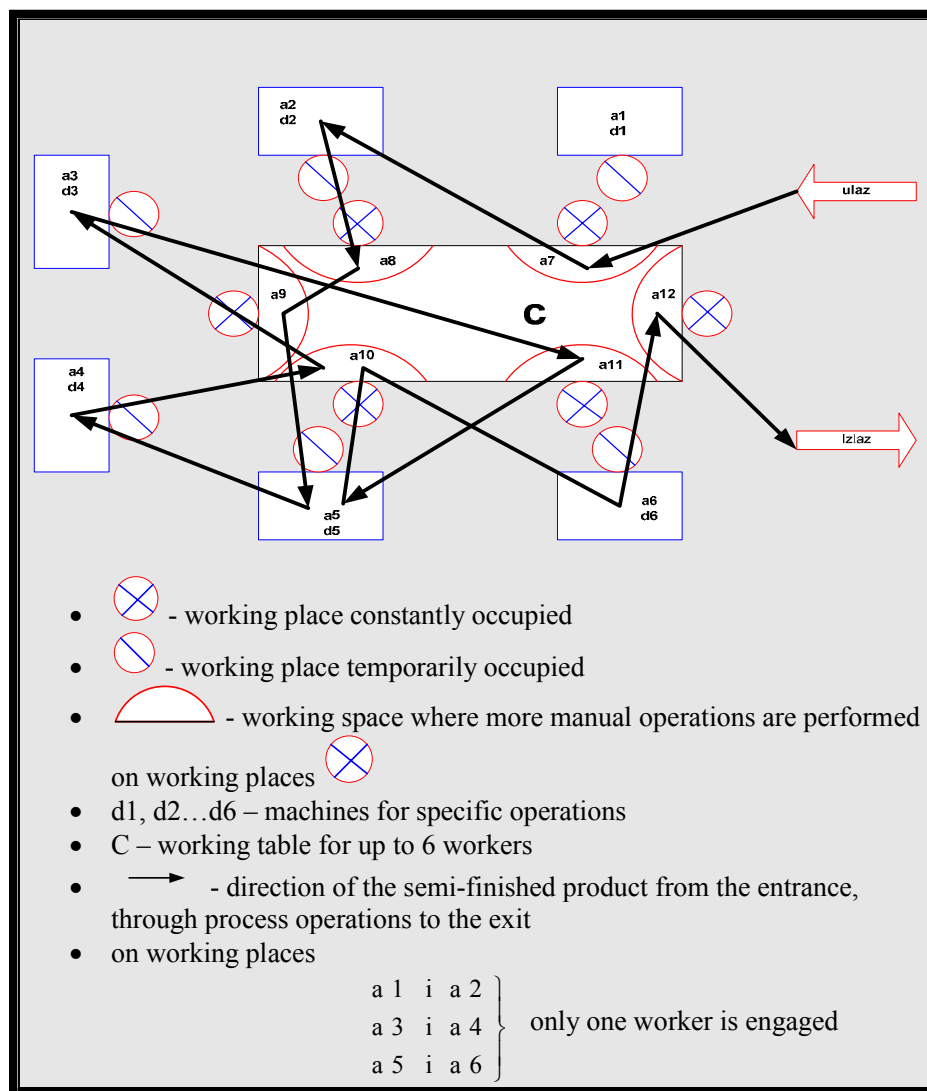 a2
d2
a1
d1
a3
d3
ulaz
a8
a7
a9
a12
C
a10
a11
a4
d4
Izlaz
a5
d5
a6
d6
• - working place constantly occupied
• - working place temporarily occupied
• - working space where more manual operations are performed
on working places
• d1, d2…d6 – machines for specific operations
• C – working table for up to 6 workers
• - direction of the semi-finished product from the entrance,
through process operations to the exit
• on working places
a 1 i a 2
a 3 i a 4
only one worker is engaged
a 5 i a 6